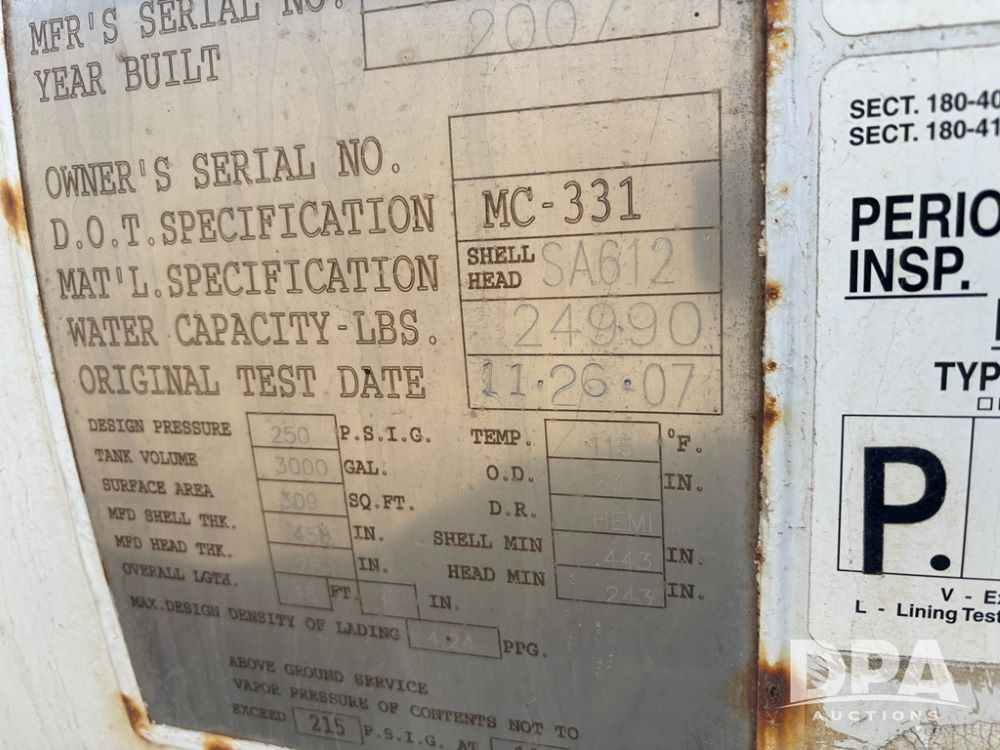 MFR'S SERIAL NO.
YEAR BUILT 2007
OWNER'S SERIAL NO.
D.O.T. SPECIFICATION MC-331
MAT'L. SPECIFICATION SHELL HEAD SA612
WATER CAPACITY-LBS. 24990
ORIGINAL TEST DATE 11·26·07
DESIGN PRESSURE 250 P.S.I.G. TEMP. 115 °F.
TANK VOLUME 3000 GAL. O.D. IN.
SURFACE AREA 309 SQ.FT. D.R. HEMI
MFD SHELL THK. .458 IN. SHELL MIN .443 IN.
MFD HEAD THK. IN. HEAD MIN .243 IN.
OVERALL LGTH. FT. IN.
MAX. DESIGN DENSITY OF LADING 4.24 PPG.
ABOVE GROUND SERVICE
VAPOR PRESSURE OF CONTENTS NOT TO
EXCEED 215 P.S.I.G. AT
SECT. 180-40
SECT. 180-41
PERIO
INSP.
TYP
P.
V - E
L - Lining Test
DPA
AUCTIONS